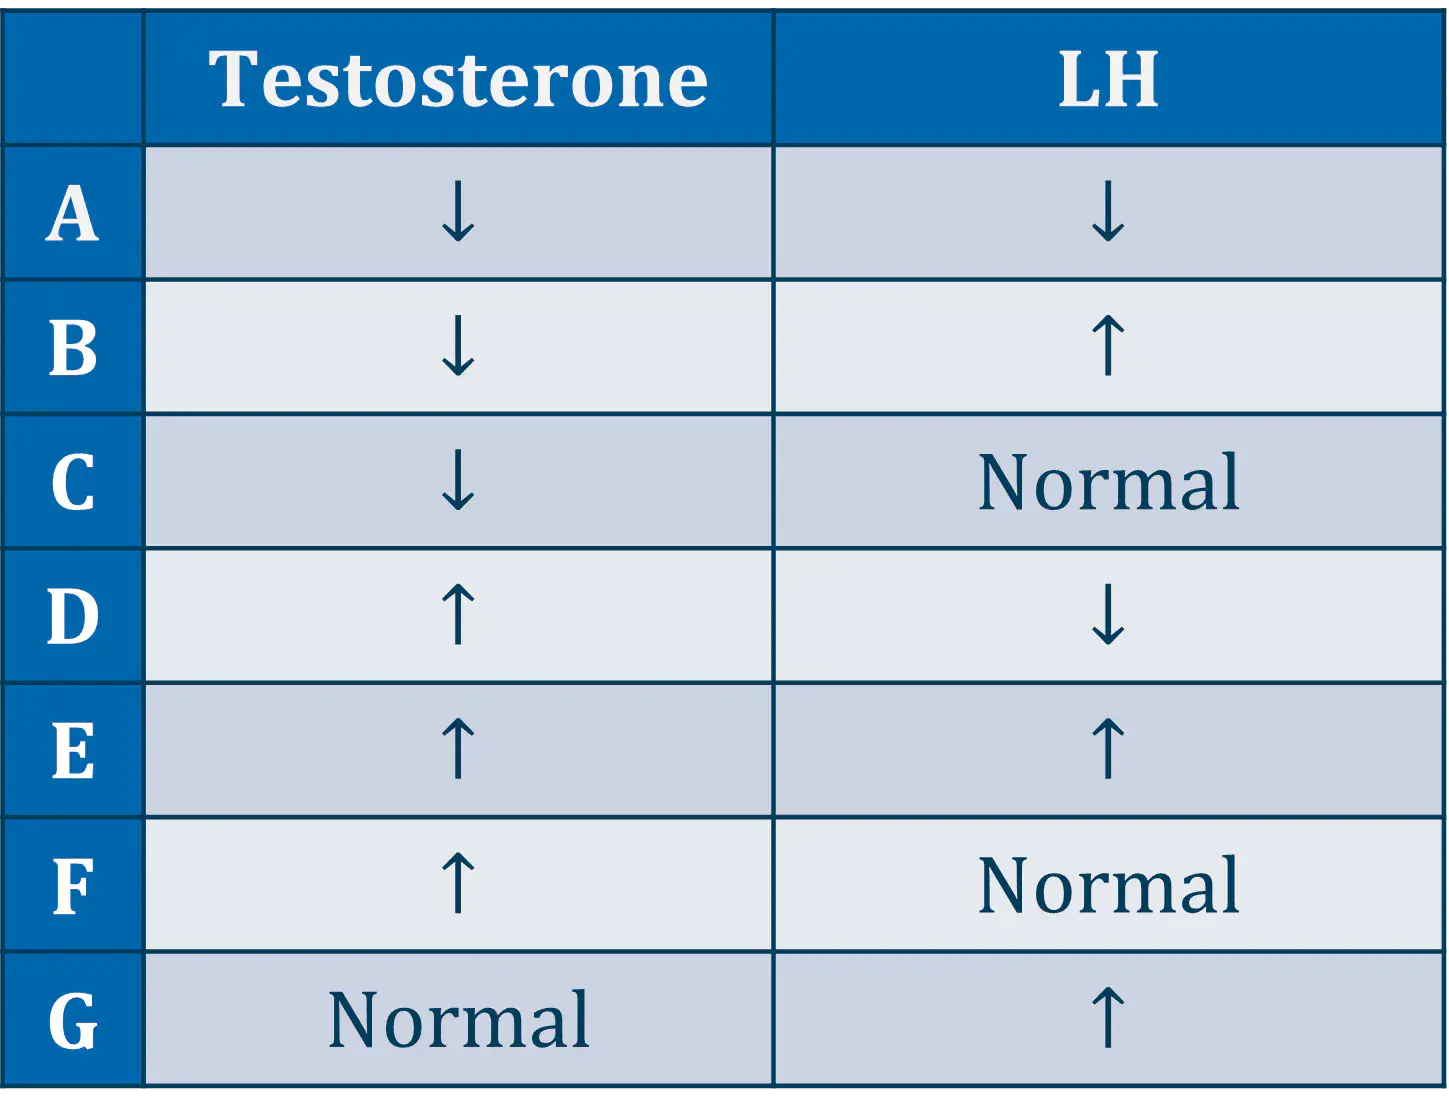 Testosterone LH
A ↓ ↓
B ↓ ↑
C ↓ Normal
D ↑ ↓
E ↑ ↑
F ↑ Normal
G Normal ↑